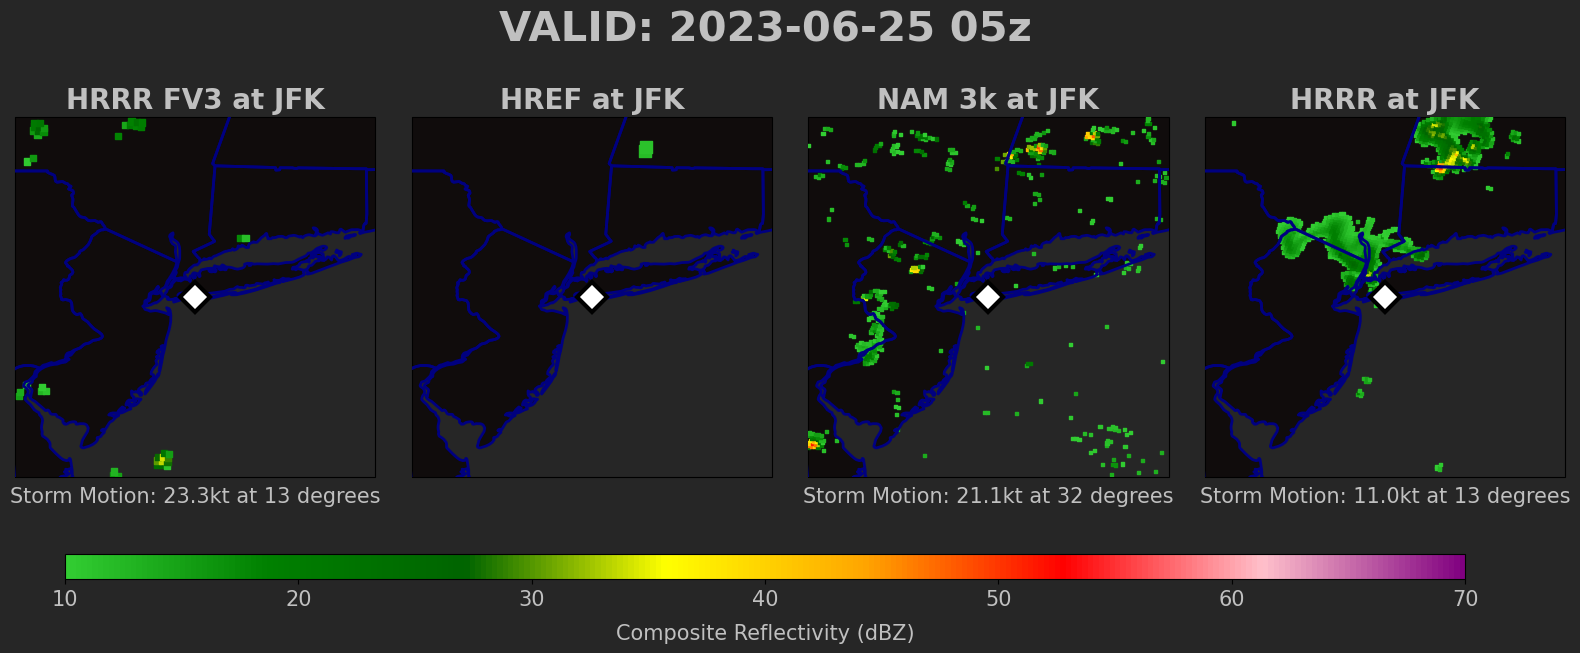 VALID: 2023-06-25 05z
HRRR FV3 at JFK
HREF at JFK
NAM 3k at JFK
HRRR at JFK
Storm Motion: 23.3kt at 13 degrees
Storm Motion: 21.1kt at 32 degrees
Storm Motion: 11.0kt at 13 degrees
10 20 30 40 50 60 70
Composite Reflectivity (dBZ)